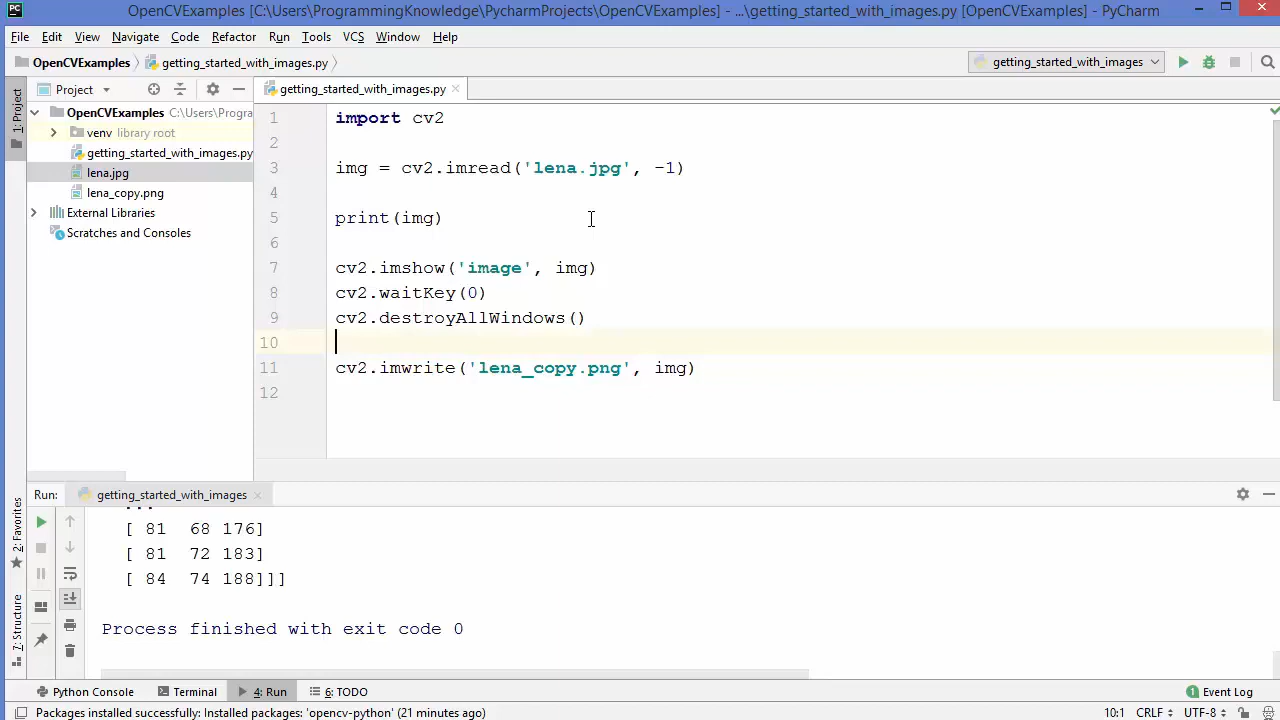 PC
OpenCVExamples [C:\Users\ProgrammingKnowledge\PycharmProjects\OpenCVExamples] - ...\getting_started_with_images.py [OpenCVExamples] - PyCharm
File Edit View Navigate Code Refactor Run Tools VCS Window Help
OpenCVExamples getting_started_with_images.py getting_started_with_images
Project getting_started_with_images.py
1: Project
OpenCVExamples C:\Users\Progra
venv library root
getting_started_with_images.py
lena.jpg
lena_copy.png
External Libraries
Scratches and Consoles
1 import cv2
2
3 img = cv2.imread('lena.jpg', -1)
4
5 print(img)
6
7 cv2.imshow('image', img)
8 cv2.waitKey(0)
9 cv2.destroyAllWindows()
10
11 cv2.imwrite('lena_copy.png', img)
12
Run: getting_started_with_images
2: Favorites
7: Structure
...
[ 81 68 176]
[ 81 72 183]
[ 84 74 188]]]
Process finished with exit code 0
Python Console Terminal 4: Run 6: TODO 1 Event Log
Packages installed successfully: Installed packages: 'opencv-python' (21 minutes ago) 10:1 CRLF UTF-8